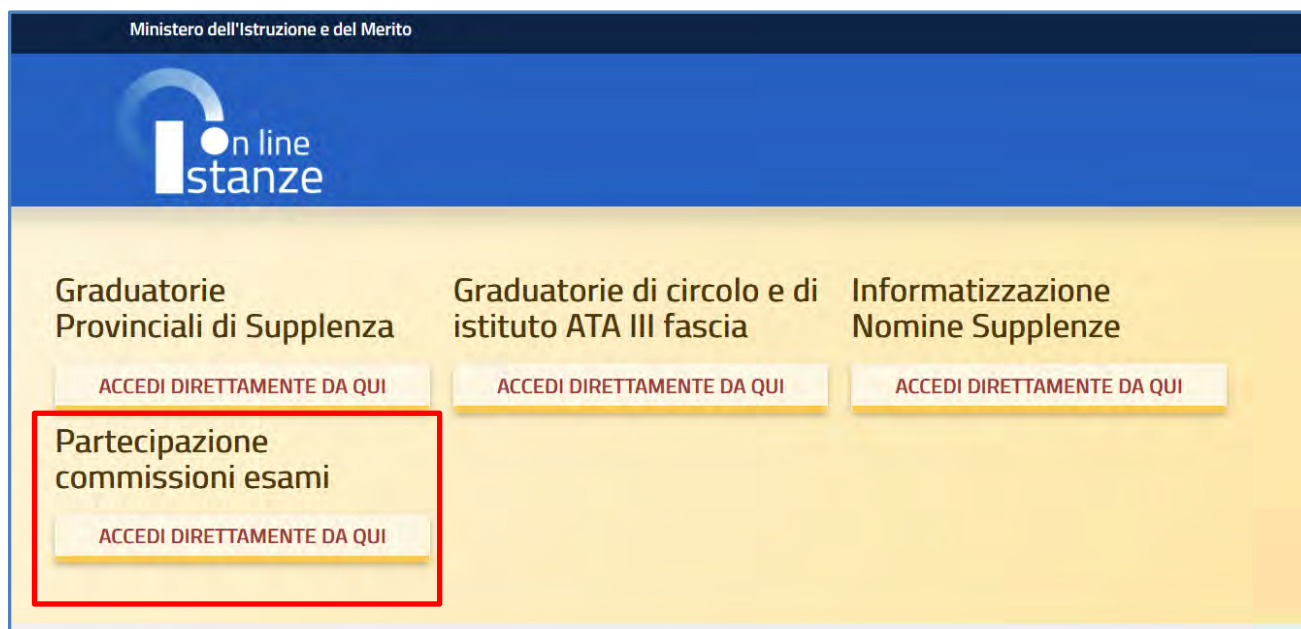 Ministero dell'Istruzione e del Merito
On line
Istanze
Graduatorie
Provinciali di Supplenza
ACCEDI DIRETTAMENTE DA QUI
Graduatorie di circolo e di
istituto ATA III fascia
ACCEDI DIRETTAMENTE DA QUI
Informatizzazione
Nomine Supplenze
ACCEDI DIRETTAMENTE DA QUI
Partecipazione
commissioni esami
ACCEDI DIRETTAMENTE DA QUI